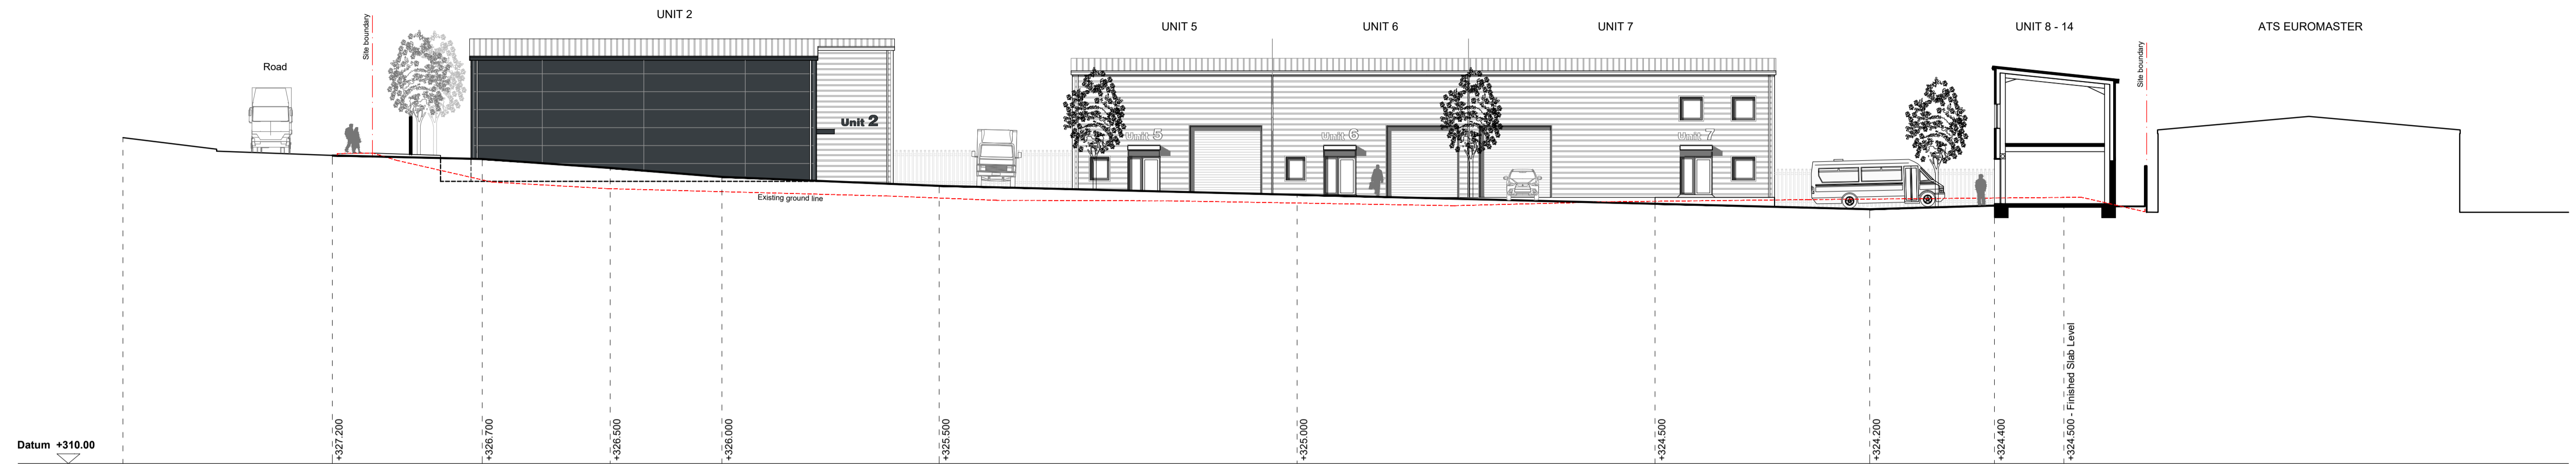 UNIT 2
UNIT 5
UNIT 6
UNIT 7
UNIT 8 - 14
ATS EUROMASTER
Road
Site boundary
Site boundary
Unit 2
Unit 5
Unit 6
Unit 7
Existing ground line
Datum +310.00
+327.200
+326.700
+326.500
+326.000
+325.500
+325.000
+324.500
+324.200
+324.400
+324.500 - Finished Slab Level